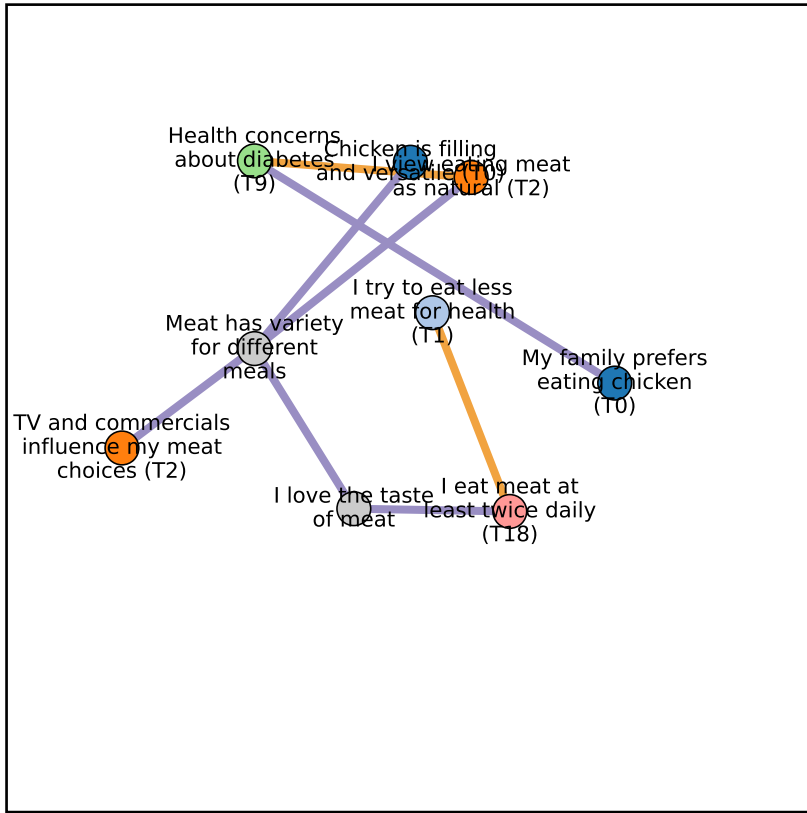 Health concerns
about diabetes
(T9)
Chicken is filling
and versatile (T0)
I view eating meat
as natural (T2)
I try to eat less
meat for health
(T1)
Meat has variety
for different
meals
My family prefers
eating chicken
(T0)
TV and commercials
influence my meat
choices (T2)
I love the taste
of meat
I eat meat at
least twice daily
(T18)